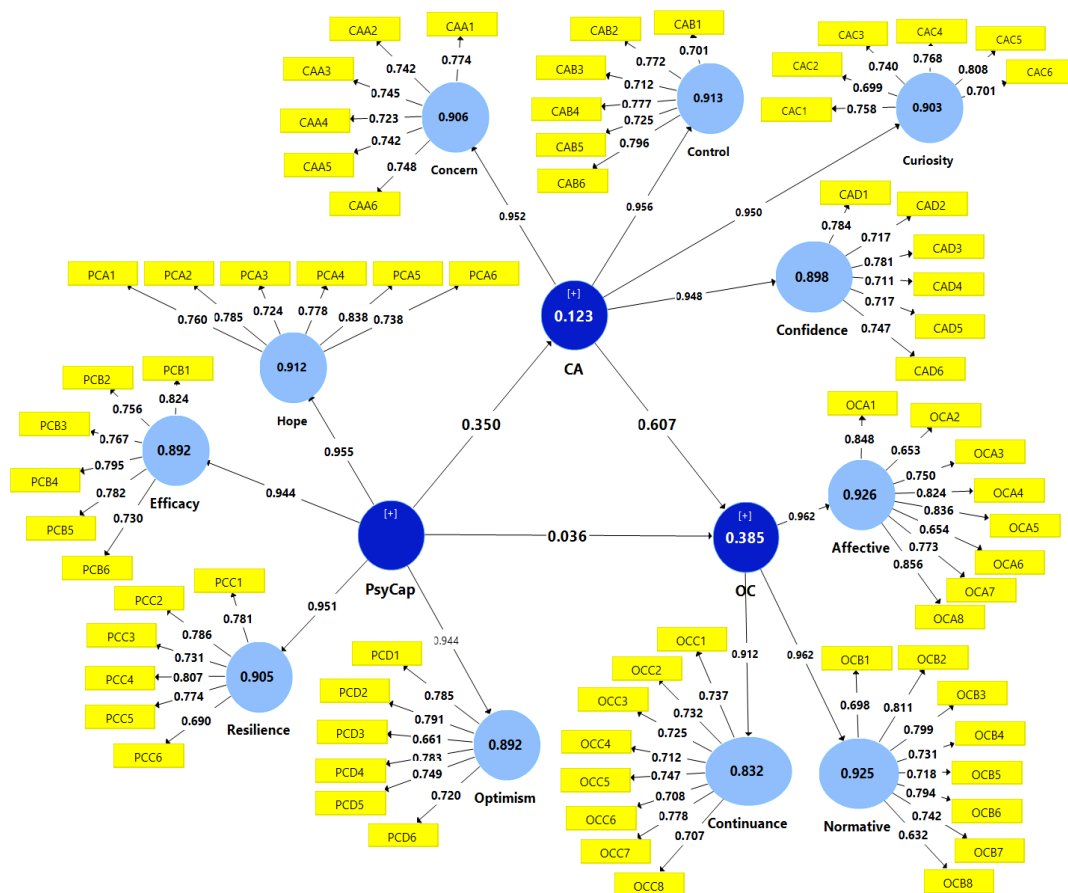 CAA1
CAA2
CAA3
CAA4
CAA5
CAA6
0.774
0.742
0.745
0.723
0.742
0.748
0.906
Concern
CAB1
CAB2
CAB3
CAB4
CAB5
CAB6
0.701
0.772
0.712
0.777
0.725
0.796
0.913
Control
CAC1
CAC2
CAC3
CAC4
CAC5
CAC6
0.758
0.699
0.740
0.768
0.808
0.701
0.903
Curiosity
CAD1
CAD2
CAD3
CAD4
CAD5
CAD6
0.784
0.717
0.781
0.711
0.717
0.747
0.898
Confidence
0.952
0.956
0.950
0.948
[+]
0.123
CA
PCA1
PCA2
PCA3
PCA4
PCA5
PCA6
0.760
0.785
0.724
0.778
0.838
0.738
0.912
Hope
PCB1
PCB2
PCB3
PCB4
PCB5
PCB6
0.824
0.756
0.767
0.795
0.782
0.730
0.892
Efficacy
0.350
0.607
0.955
0.944
[+]
PsyCap
0.036
[+]
0.385
OC
0.962
OCA1
OCA2
OCA3
OCA4
OCA5
OCA6
OCA7
OCA8
0.848
0.653
0.750
0.824
0.836
0.654
0.773
0.856
0.926
Affective
0.951
0.944
0.912
0.962
PCC1
PCC2
PCC3
PCC4
PCC5
PCC6
0.781
0.786
0.731
0.807
0.774
0.690
0.905
Resilience
PCD1
PCD2
PCD3
PCD4
PCD5
PCD6
0.785
0.791
0.661
0.783
0.749
0.720
0.892
Optimism
OCC1
OCC2
OCC3
OCC4
OCC5
OCC6
OCC7
OCC8
0.737
0.732
0.725
0.712
0.747
0.708
0.778
0.707
0.832
Continuance
OCB1
OCB2
OCB3
OCB4
OCB5
OCB6
OCB7
OCB8
0.698
0.811
0.799
0.731
0.718
0.794
0.742
0.632
0.925
Normative